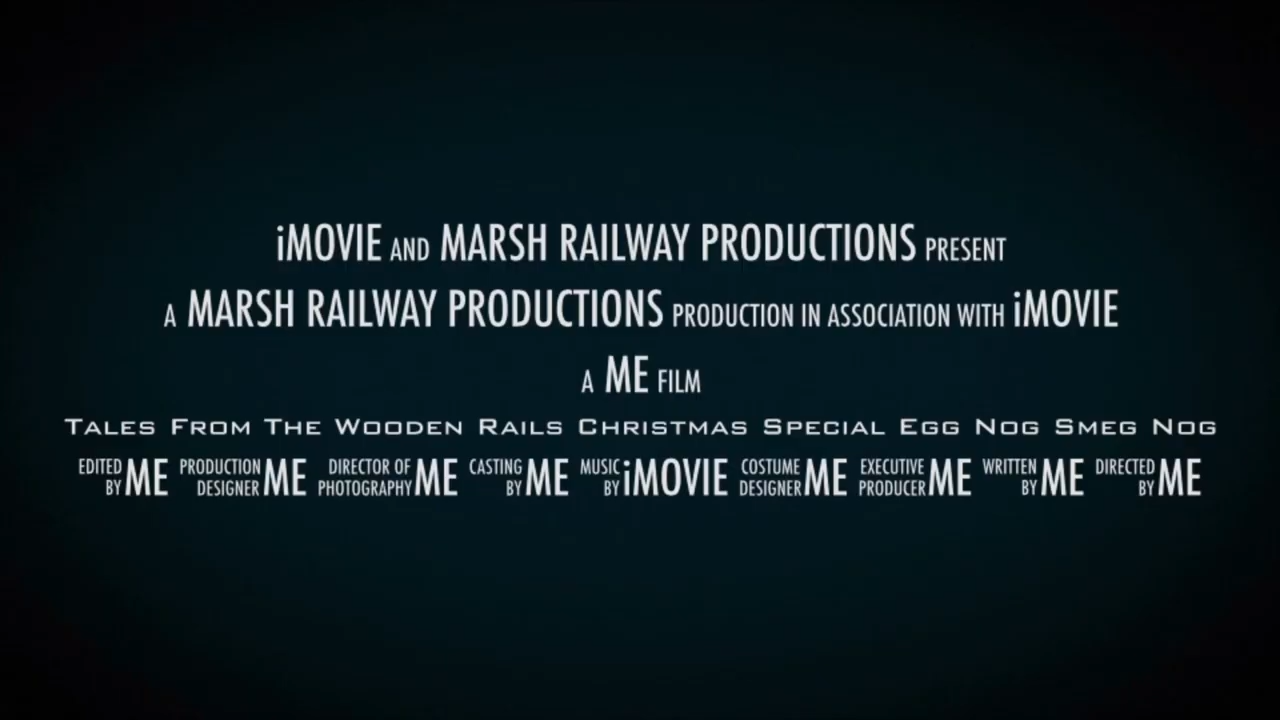 iMOVIE AND MARSH RAILWAY PRODUCTIONS PRESENT
A MARSH RAILWAY PRODUCTIONS PRODUCTION IN ASSOCIATION WITH iMOVIE
A ME FILM
TALES FROM THE WOODEN RAILS CHRISTMAS SPECIAL EGG NOG SMEG NOG
EDITED BY ME PRODUCTION DESIGNER ME DIRECTOR OF PHOTOGRAPHY ME CASTING BY ME MUSIC BY iMOVIE COSTUME DESIGNER ME EXECUTIVE PRODUCER ME WRITTEN BY ME DIRECTED BY ME